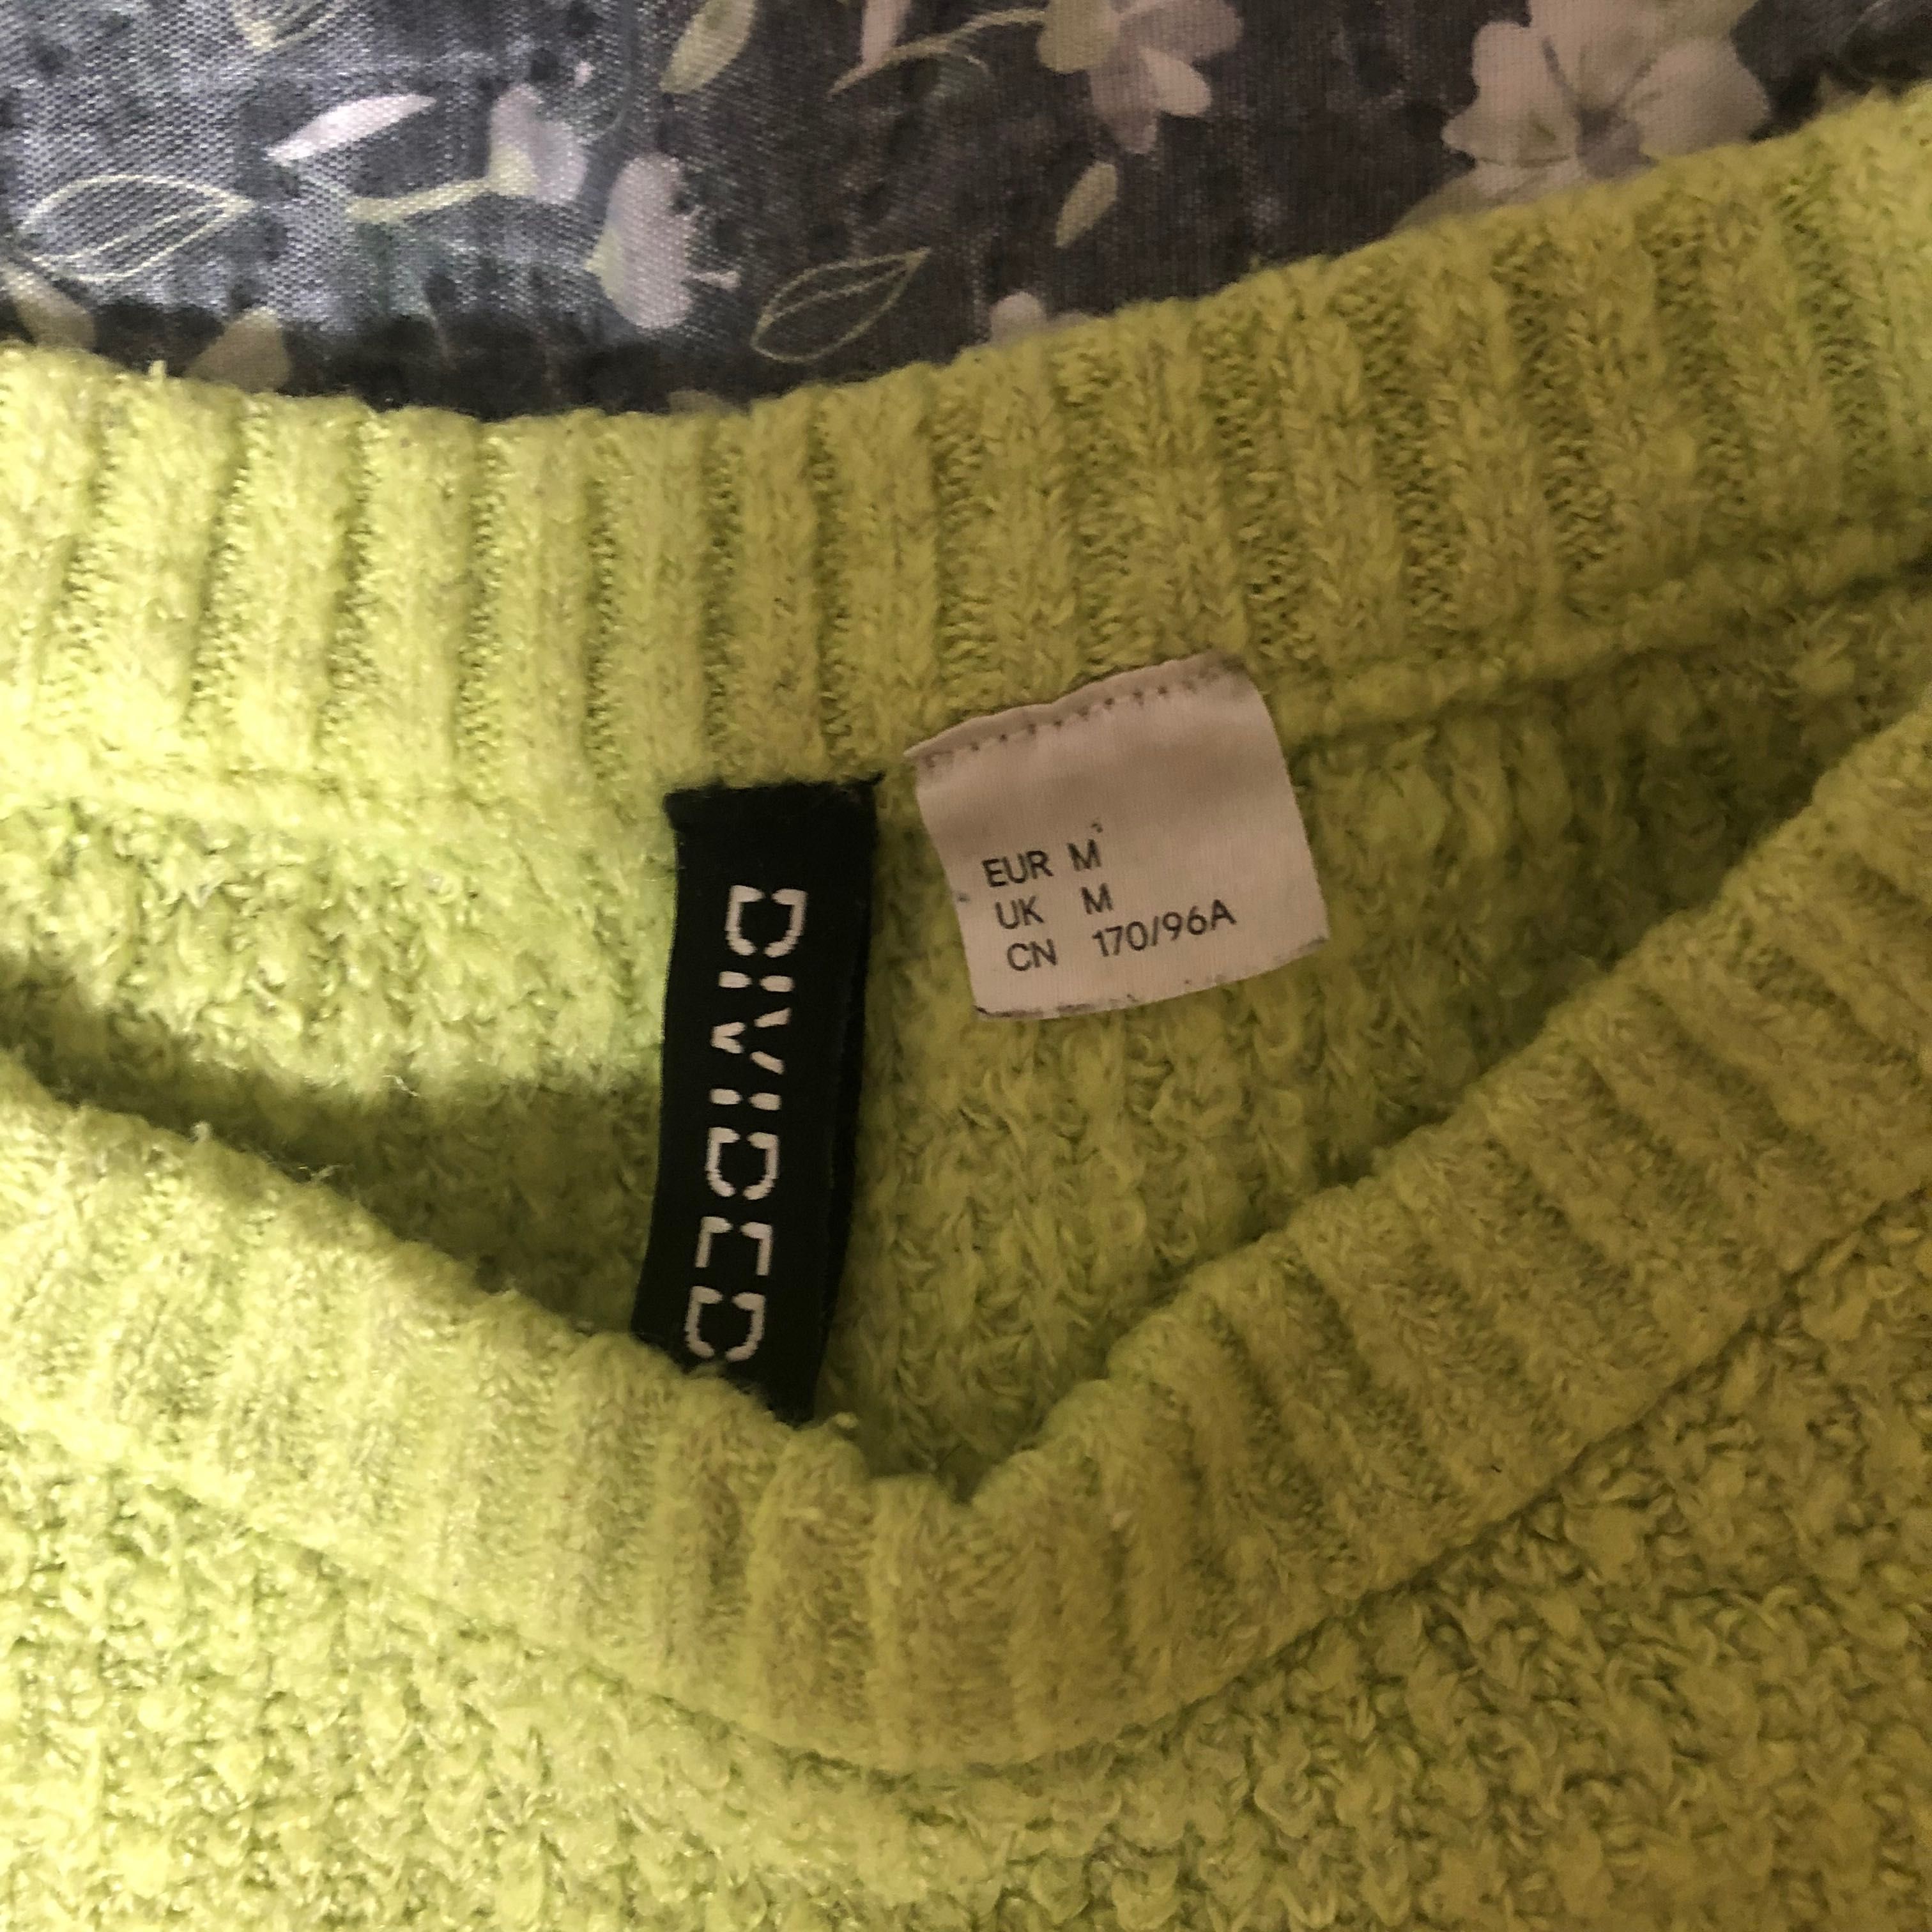 DIVIDED
EUR M
UK M
CN 170/96A